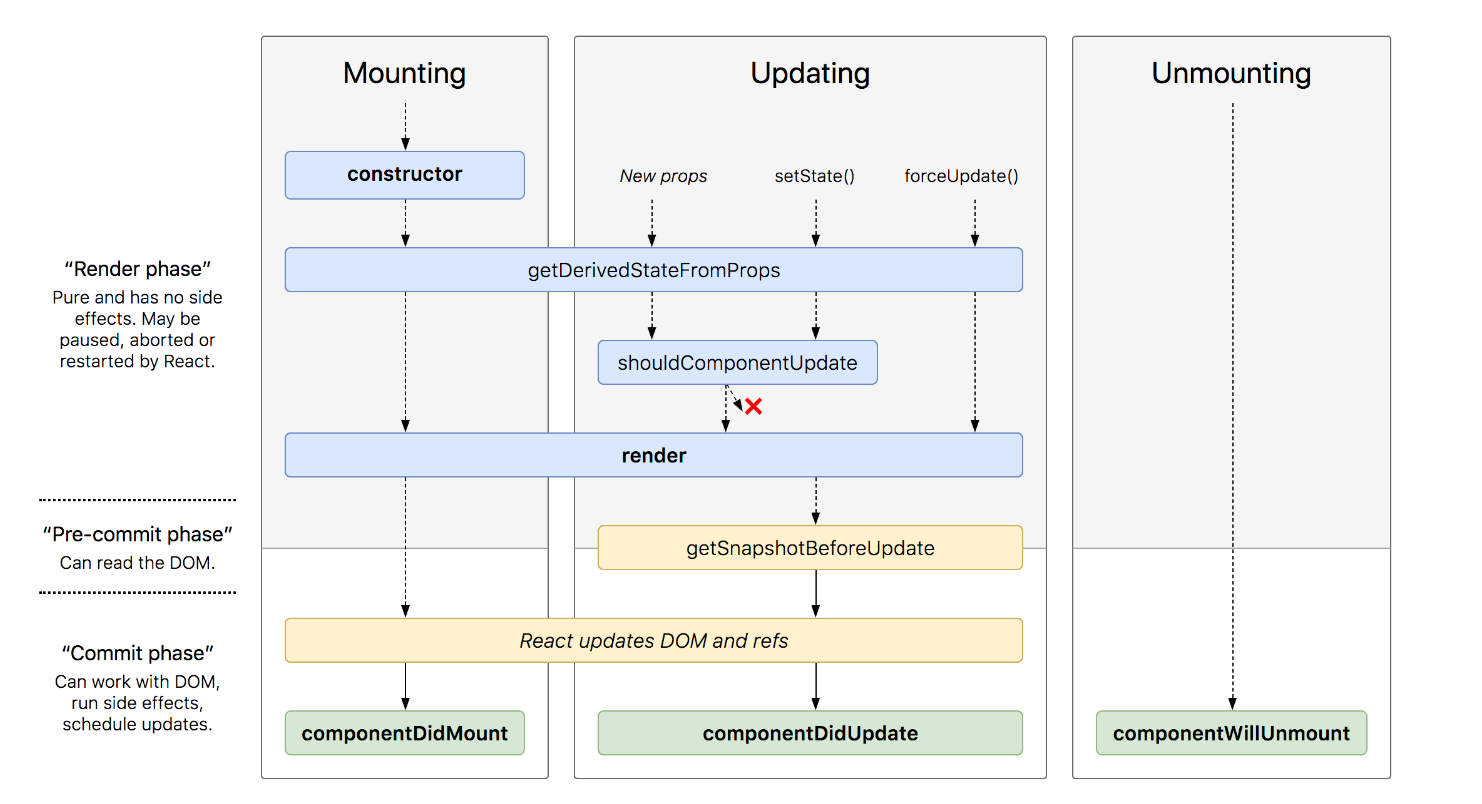 Mounting
Updating
Unmounting
constructor
New props
setState()
forceUpdate()
“Render phase”
Pure and has no side
effects. May be
paused, aborted or
restarted by React.
getDerivedStateFromProps
shouldComponentUpdate
render
“Pre-commit phase”
Can read the DOM.
getSnapshotBeforeUpdate
“Commit phase”
Can work with DOM,
run side effects,
schedule updates.
React updates DOM and refs
componentDidMount
componentDidUpdate
componentWillUnmount